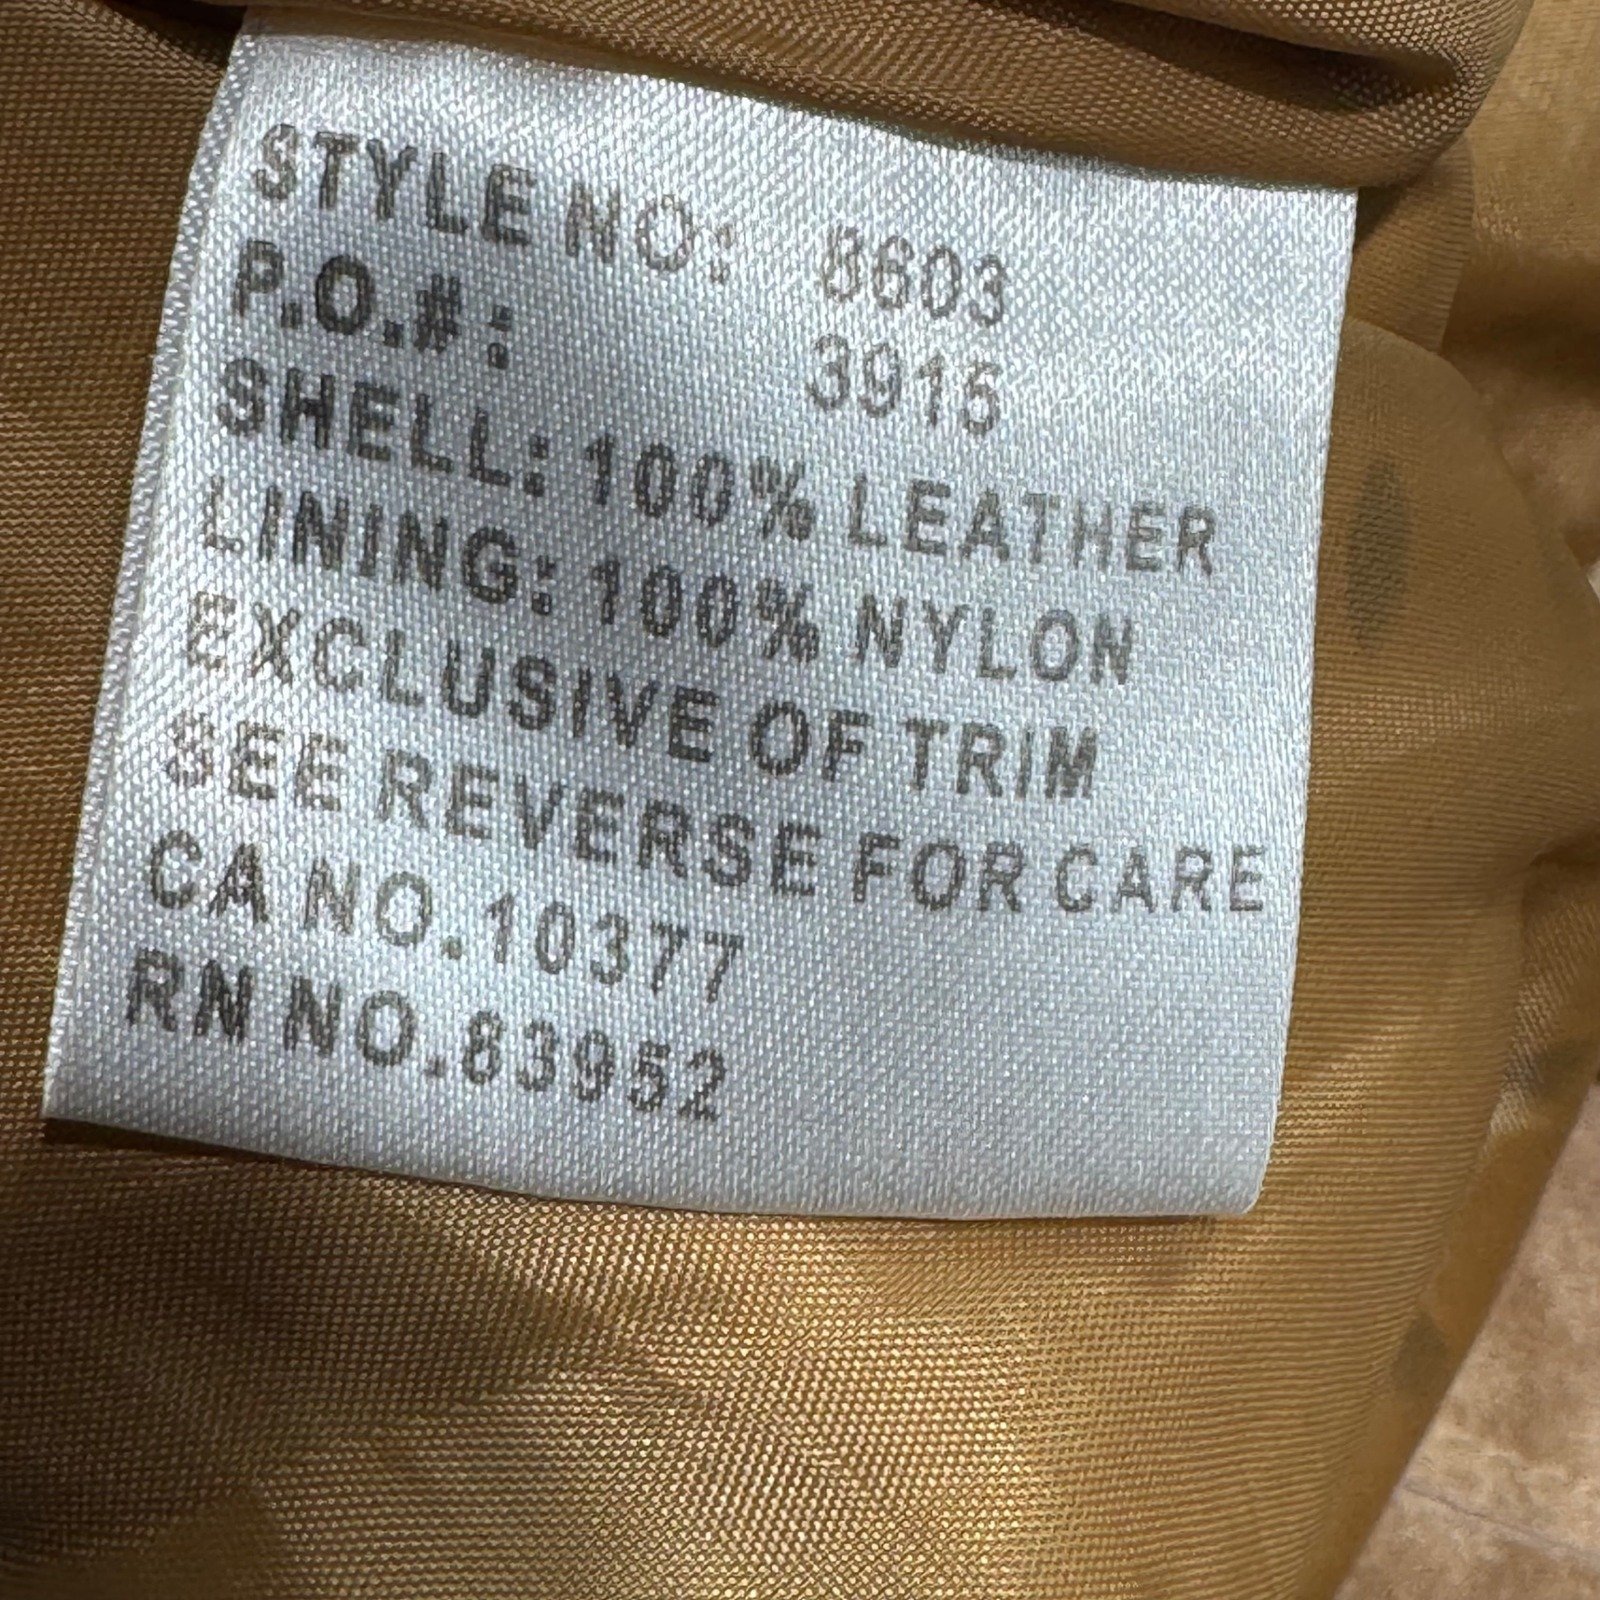 STYLE NO: 8603
P.O.#: 3915
SHELL: 100% LEATHER
LINING: 100% NYLON
EXCLUSIVE OF TRIM
SEE REVERSE FOR CARE
CA NO.10377
RN NO.83952